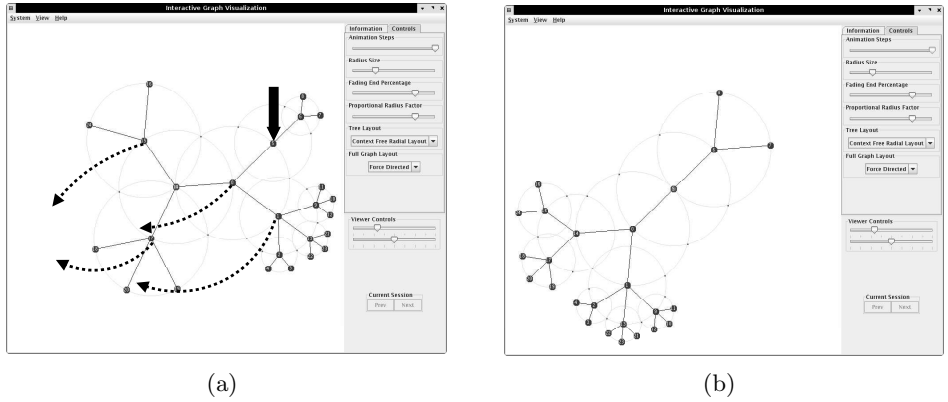 Interactive Graph Visualization
System View Help
Information Controls
Animation Steps
Radius Size
Fading End Percentage
Proportional Radius Factor
Tree Layout
Context Free Radial Layout
Full Graph Layout
Force Directed
Viewer Controls
Current Session
Prev Next
(a)
Interactive Graph Visualization
System View Help
Information Controls
Animation Steps
Radius Size
Fading End Percentage
Proportional Radius Factor
Tree Layout
Context Free Radial Layout
Full Graph Layout
Force Directed
Viewer Controls
Current Session
Prev Next
(b)